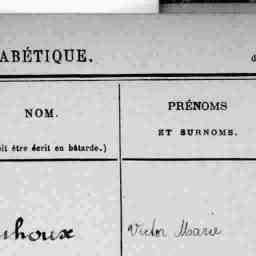 ABÉTIQUE.
NOM.
PRÉNOMS
ET SURNOMS.
oit être écrit en bâtarde.)
Victor Marie